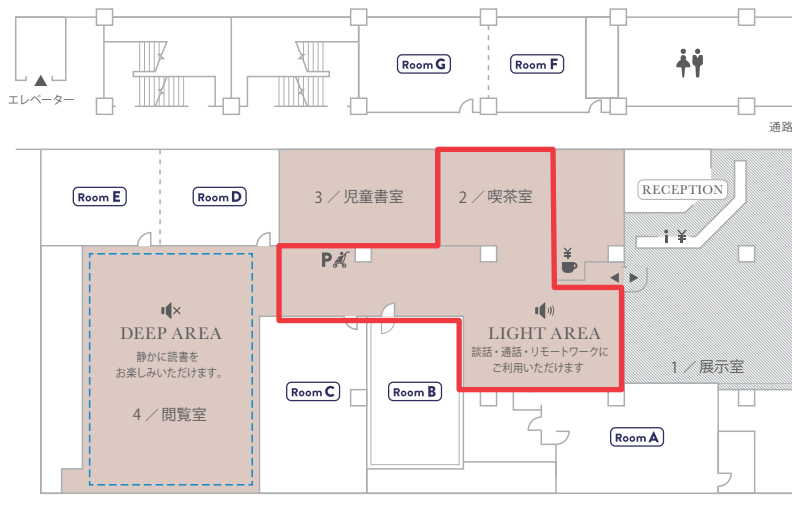 Room G
Room F
エレベーター
通路
Room E
Room D
3 ／児童書室
2 ／喫茶室
RECEPTION
i ¥
P
¥
DEEP AREA
静かに読書を
お楽しみいただけます。
4 ／閲覧室
LIGHT AREA
談話・通話・リモートワークに
ご利用いただけます
1 ／展示室
Room C
Room B
Room A